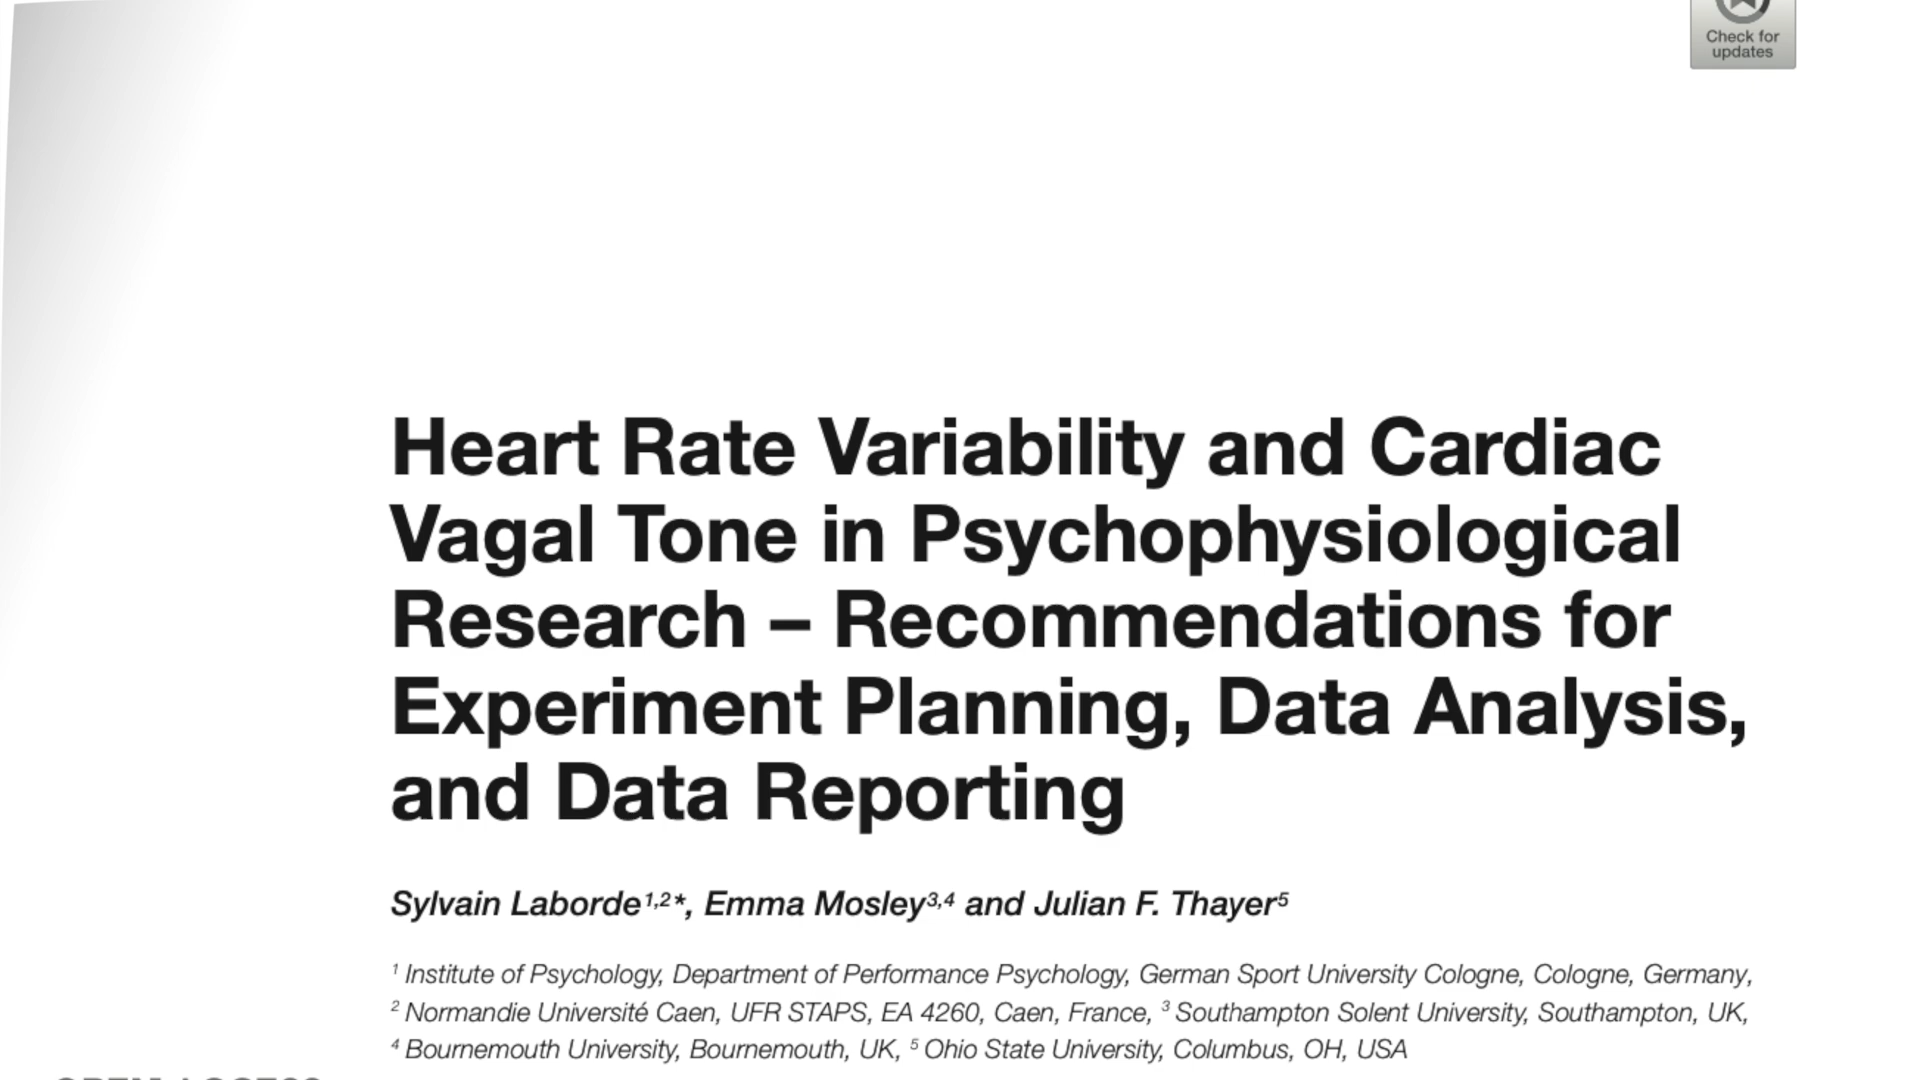 Check for
updates
Heart Rate Variability and Cardiac
Vagal Tone in Psychophysiological
Research – Recommendations for
Experiment Planning, Data Analysis,
and Data Reporting
Sylvain Laborde1,2*, Emma Mosley3,4 and Julian F. Thayer5
1 Institute of Psychology, Department of Performance Psychology, German Sport University Cologne, Cologne, Germany,
2 Normandie Université Caen, UFR STAPS, EA 4260, Caen, France, 3 Southampton Solent University, Southampton, UK,
4 Bournemouth University, Bournemouth, UK, 5 Ohio State University, Columbus, OH, USA
OPEN ACCESS